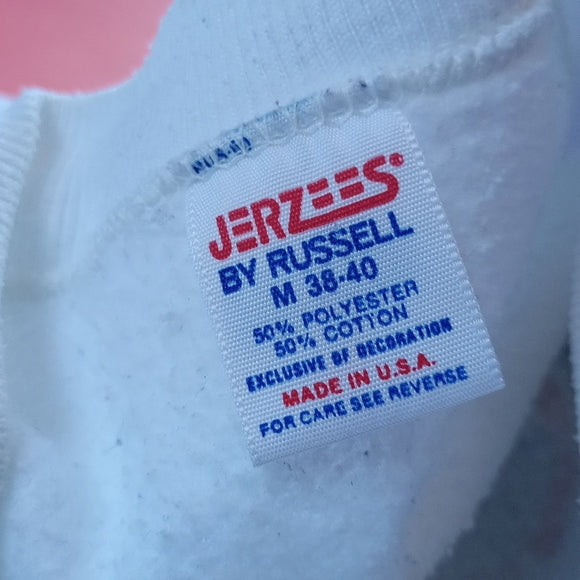 JERZEES®
BY RUSSELL
M 38-40
50% POLYESTER
50% COTTON
EXCLUSIVE OF DECORATION
MADE IN U.S.A.
FOR CARE SEE REVERSE